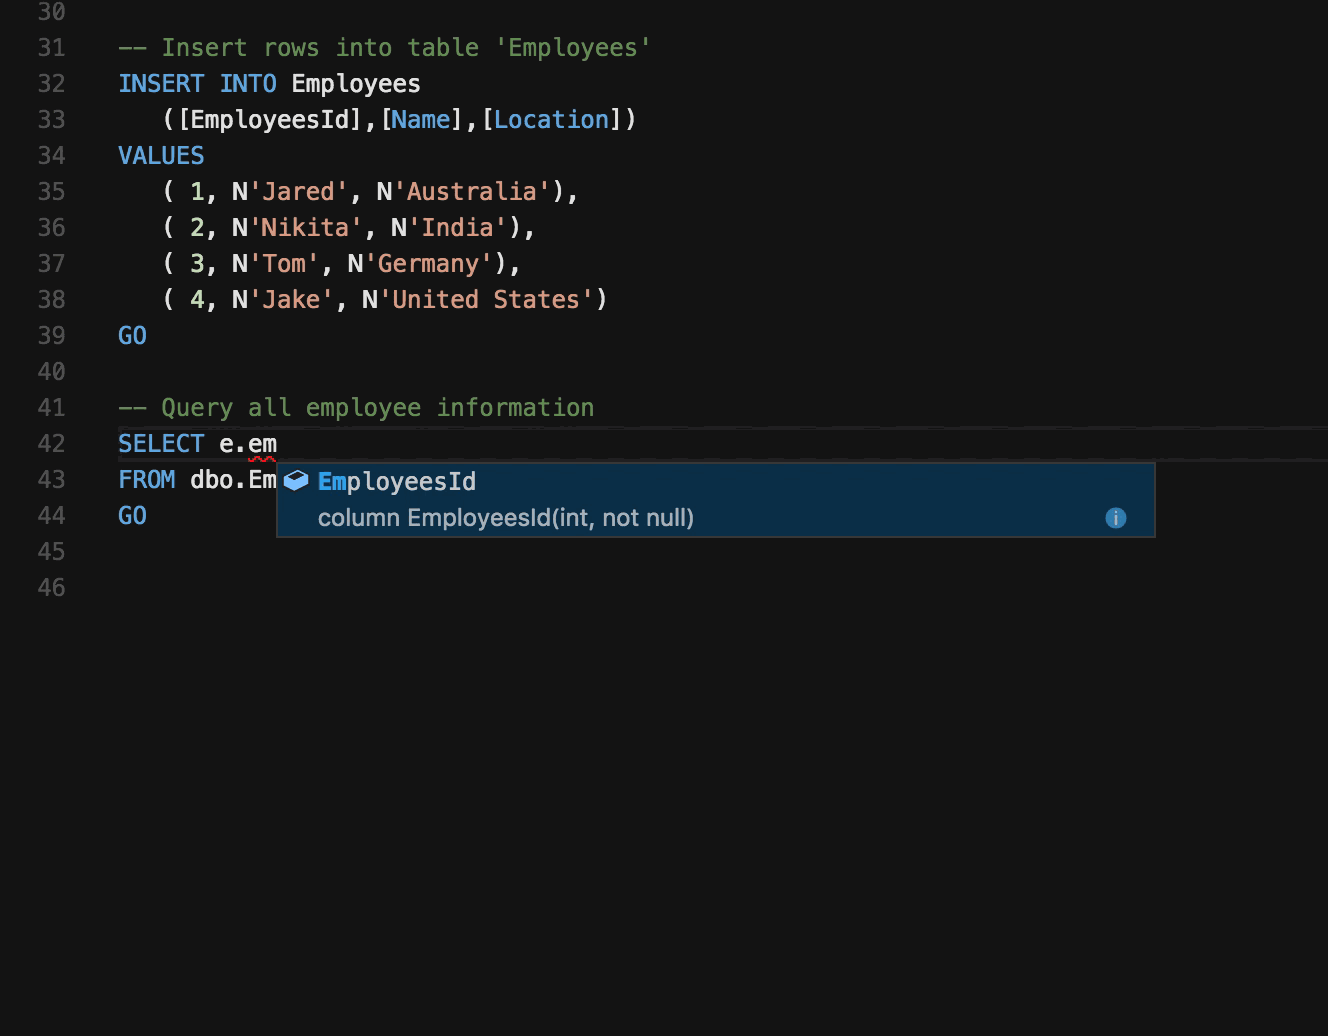 30
31 -- Insert rows into table 'Employees'
32 INSERT INTO Employees
33 ([EmployeesId],[Name],[Location])
34 VALUES
35 ( 1, N'Jared', N'Australia'),
36 ( 2, N'Nikita', N'India'),
37 ( 3, N'Tom', N'Germany'),
38 ( 4, N'Jake', N'United States')
39 GO
40
41 -- Query all employee information
42 SELECT e.em
43 FROM dbo.Em
EmployeesId
column EmployeesId(int, not null)
44 GO
45
46